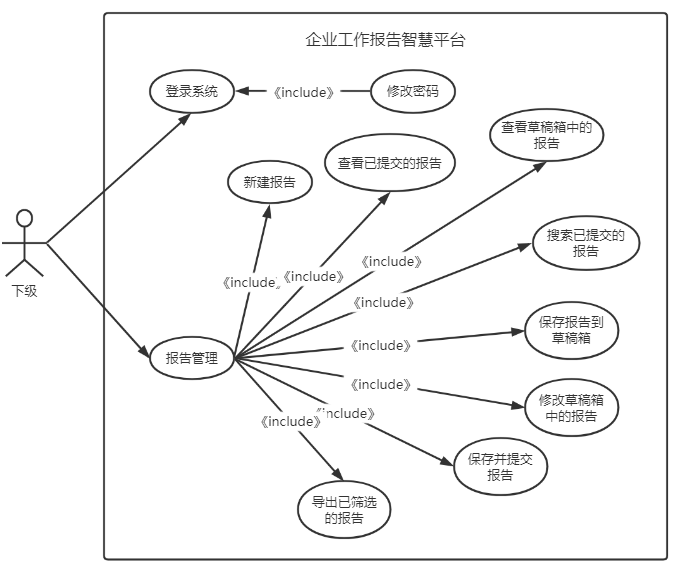 企业工作报告智慧平台
登录系统
《include》
修改密码
查看草稿箱中的
报告
查看已提交的报告
新建报告
搜索已提交的
报告
《include》
《include》
《include》
下级
《include》
保存报告到
草稿箱
《include》
报告管理
《include》
修改草稿箱
中的报告
《include》
《include》
保存并提交
报告
导出已筛选
的报告